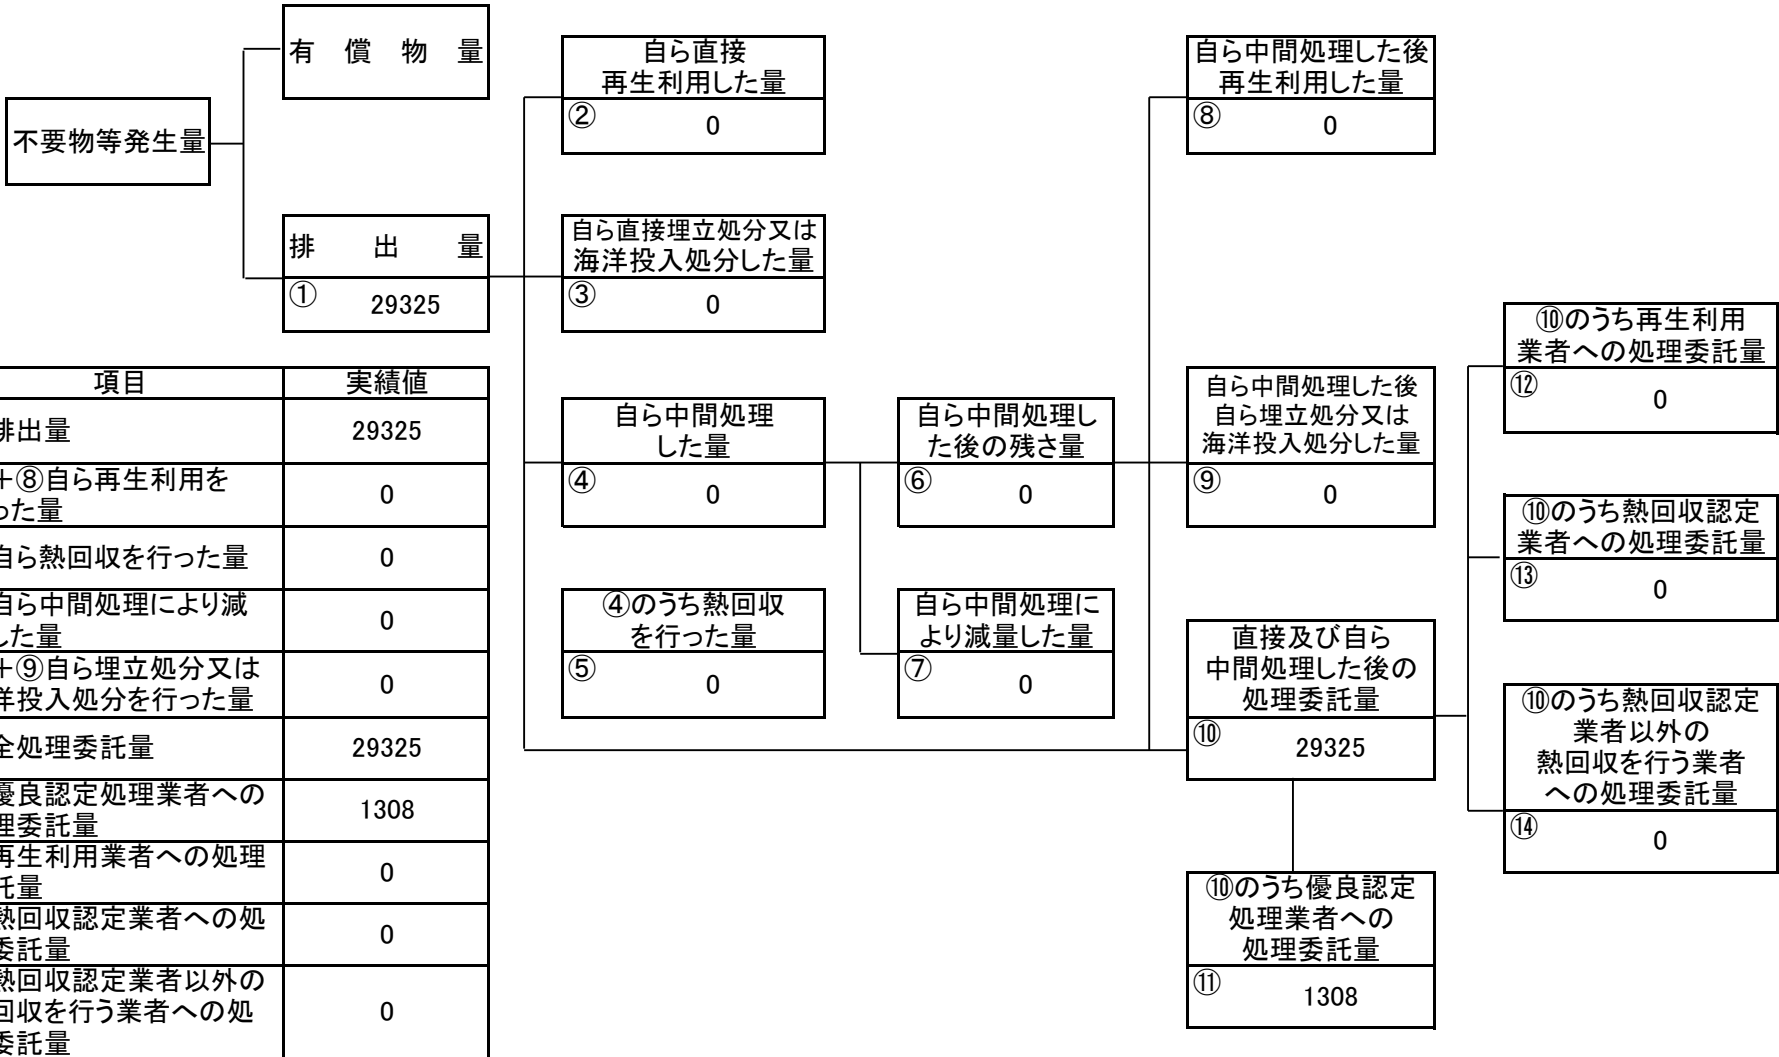 有償物量
不要物等発生量
排出量
① 29325
自ら直接
再生利用した量
② 0
自ら直接埋立処分又は
海洋投入処分した量
③ 0
自ら中間処理
した量
④ 0
④のうち熱回収
を行った量
⑤ 0
自ら中間処理し
た後の残さ量
⑥ 0
自ら中間処理に
より減量した量
⑦ 0
自ら中間処理した後
再生利用した量
⑧ 0
自ら中間処理した後
自ら埋立処分又は
海洋投入処分した量
⑨ 0
直接及び自ら
中間処理した後の
処理委託量
⑩ 29325
⑩のうち優良認定
処理業者への
処理委託量
⑪ 1308
⑩のうち再生利用
業者への処理委託量
⑫ 0
⑩のうち熱回収認定
業者への処理委託量
⑬ 0
⑩のうち熱回収認定
業者以外の
熱回収を行う業者
への処理委託量
⑭ 0
項目 実績値
排出量 29325
+⑧自ら再生利用を
った量
0
自ら熱回収を行った量 0
自ら中間処理により減
した量
0
+⑨自ら埋立処分又は
洋投入処分を行った量
0
全処理委託量 29325
優良認定処理業者への
理委託量
1308
再生利用業者への処理
託量
0
熱回収認定業者への処
委託量
0
熱回収認定業者以外の
回収を行う業者への処
委託量
0